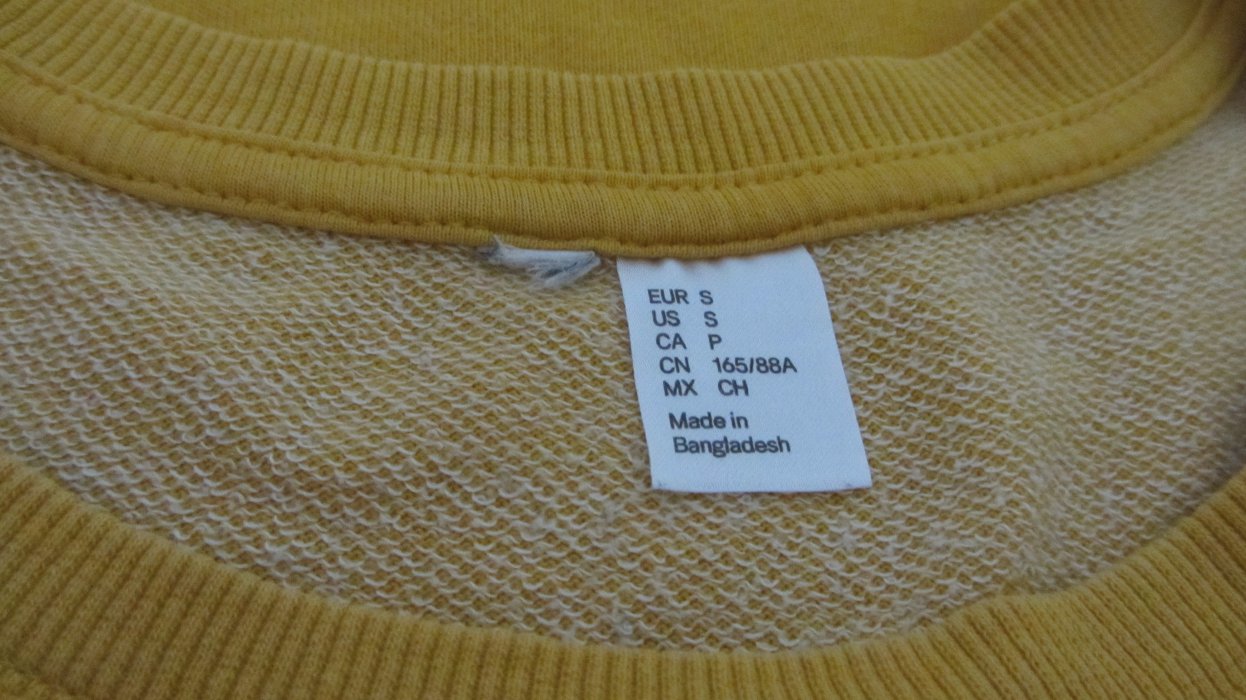 EUR S
US S
CA P
CN 165/88A
MX CH
Made in
Bangladesh